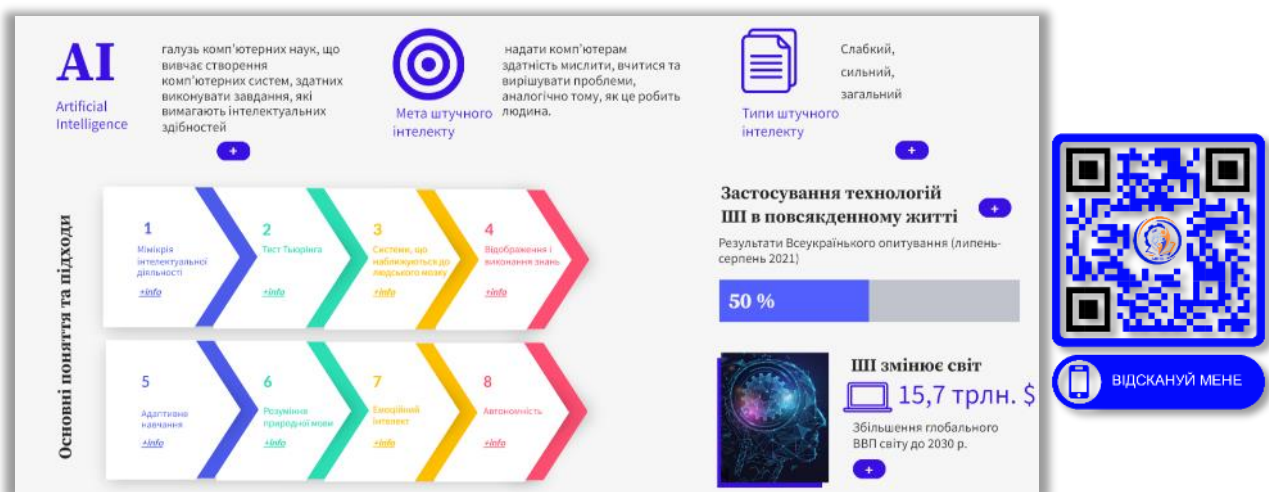 AI
Artificial
Intelligence
галузь комп'ютерних наук, що
вивчає створення
комп'ютерних систем, здатних
виконувати завдання, які
вимагають інтелектуальних
здібностей
+
Мета штучного
інтелекту
надати комп'ютерам
здатність мислити, вчитися та
вирішувати проблеми,
аналогічно тому, як це робить
людина.
Типи штучного
інтелекту
Слабкий,
сильний,
загальний
+
Основні поняття та підходи
1
Мімікрія
інтелектуальної
діяльності
+info
2
Тест Тьюрінга
+info
3
Системи, що
наближуються до
людського мозку
+info
4
Відображення і
виконання знань
+info
5
Адаптивне
навчання
+info
6
Розуміння
природної мови
+info
7
Емоційний
інтелект
+info
8
Автономність
+info
Застосування технологій
ШІ в повсякденному житті
+
Результати Всеукраїнького опитування (липень-
серпень 2021)
50 %
ШІ змінює світ
15,7 трлн. $
Збільшення глобального
ВВП світу до 2030 р.
+
ВІДСКАНУЙ МЕНЕ